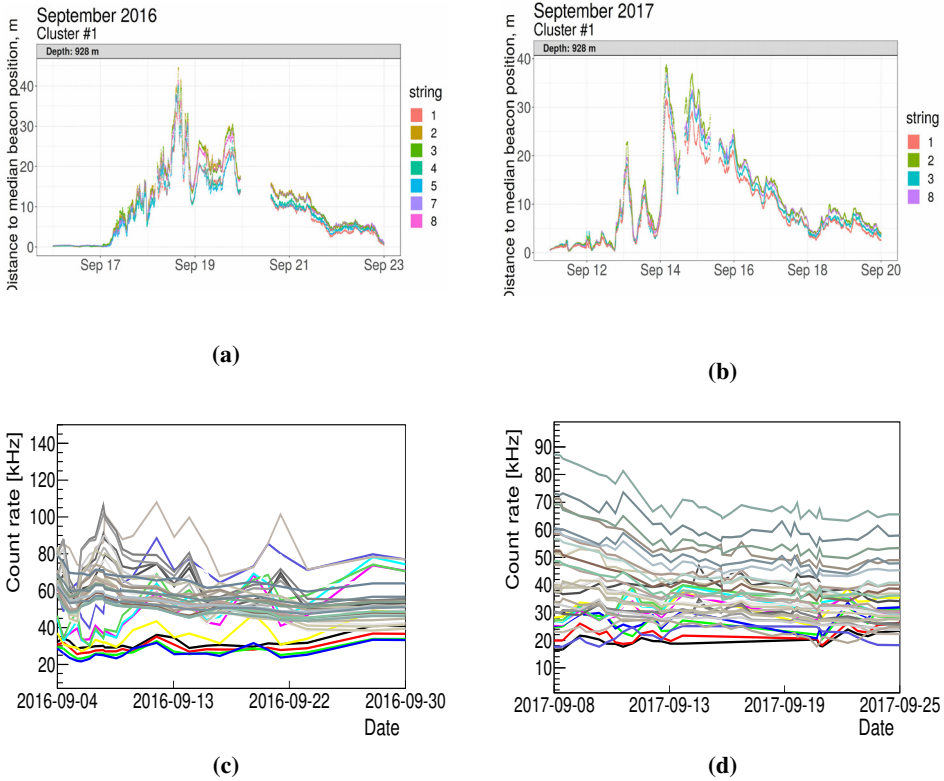 September 2016
Cluster #1
Depth: 928 m
Distance to median beacon position, m
40
30
20
10
0
Sep 17
Sep 19
Sep 21
Sep 23
string
1
2
3
4
5
7
8
(a)
September 2017
Cluster #1
Depth: 928 m
Distance to median beacon position, m
40
30
20
10
0
Sep 12
Sep 14
Sep 16
Sep 18
Sep 20
string
1
2
3
8
(b)
Count rate [kHz]
140
120
100
80
60
40
20
2016-09-04
2016-09-13
2016-09-22
2016-09-30
Date
(c)
Count rate [kHz]
90
80
70
60
50
40
30
20
10
2017-09-08
2017-09-13
2017-09-19
2017-09-25
Date
(d)